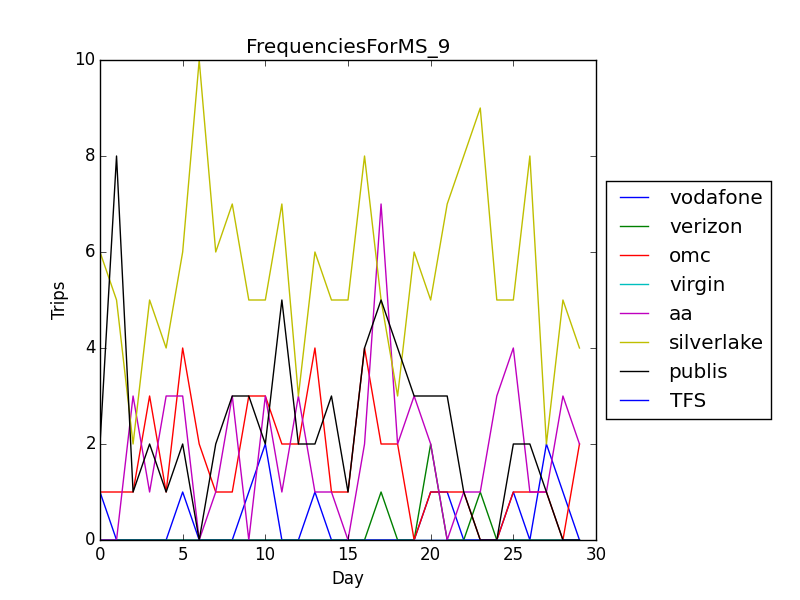 FrequenciesForMS_9
10
8
6
4
2
0
Trips
0 5 10 15 20 25 30
Day
vodafone
verizon
omc
virgin
aa
silverlake
publis
TFS